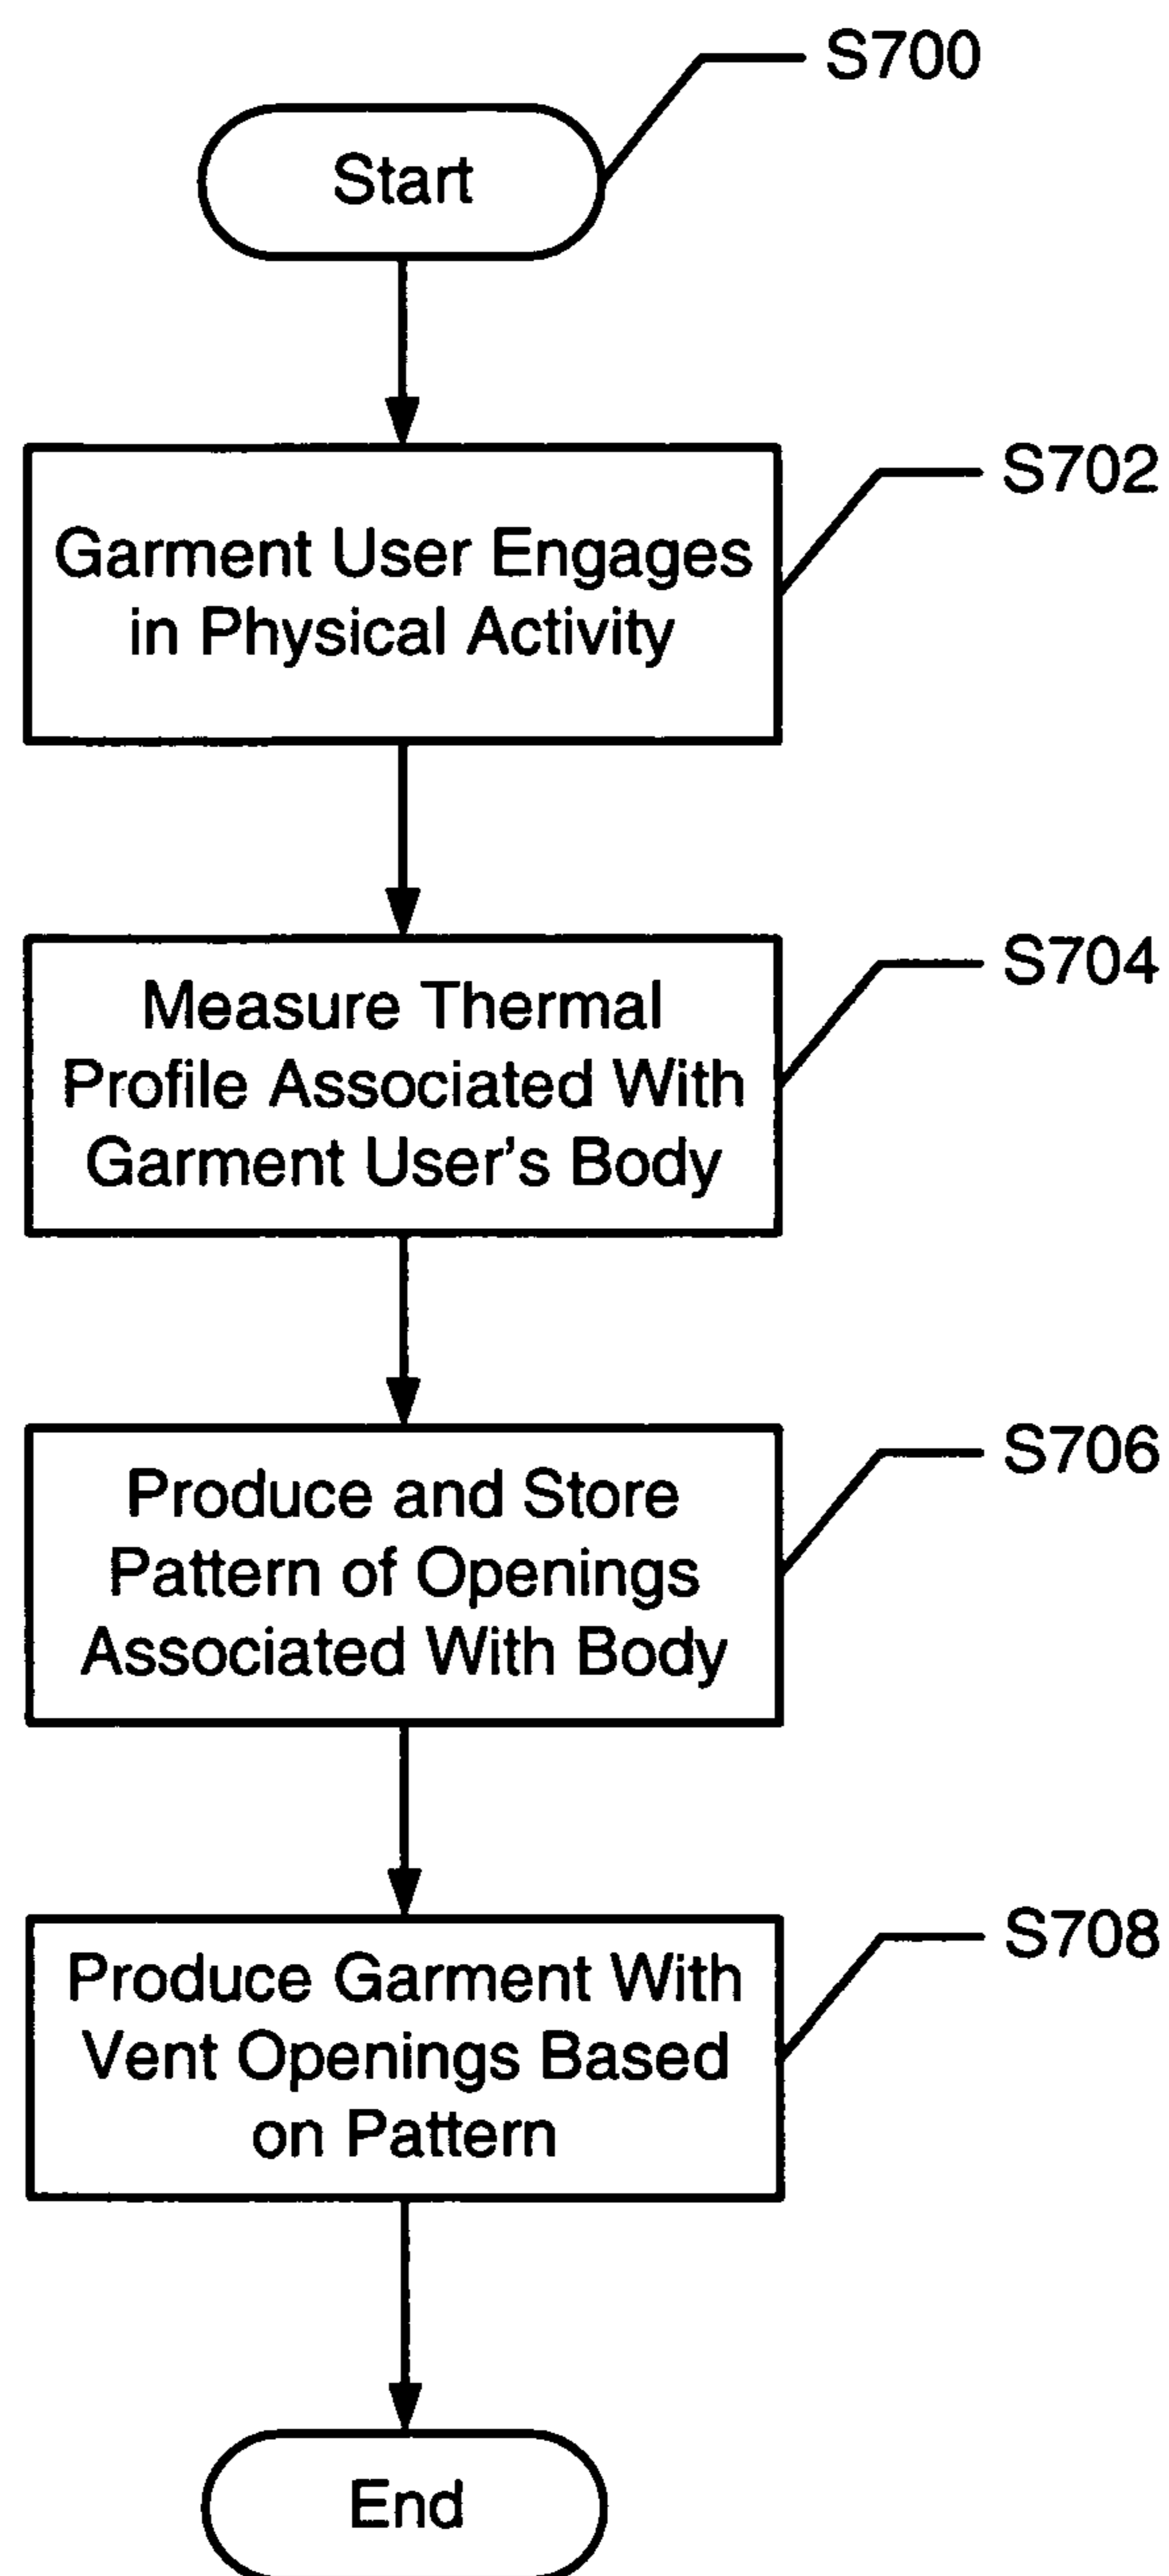 S700
Start
S702
Garment User Engages
in Physical Activity
S704
Measure Thermal
Profile Associated With
Garment User's Body
S706
Produce and Store
Pattern of Openings
Associated With Body
S708
Produce Garment With
Vent Openings Based
on Pattern
End